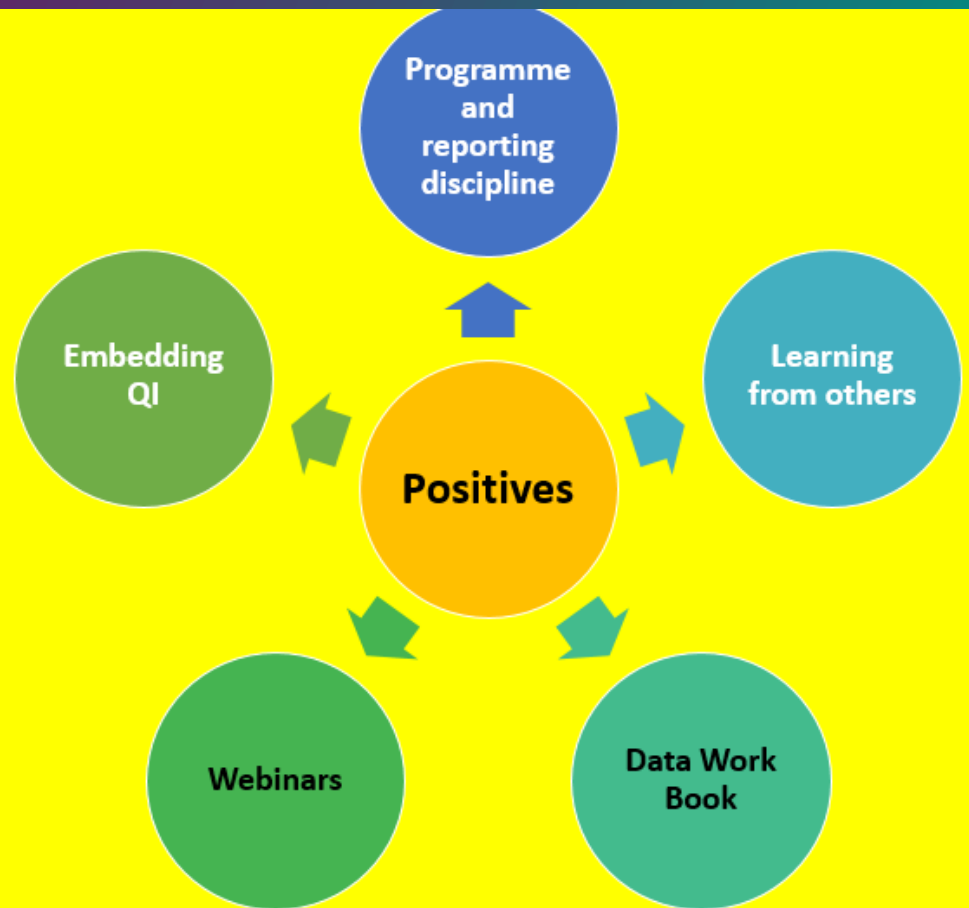 Programme
and
reporting
discipline
Embedding
QI
Learning
from others
Positives
Webinars
Data Work
Book